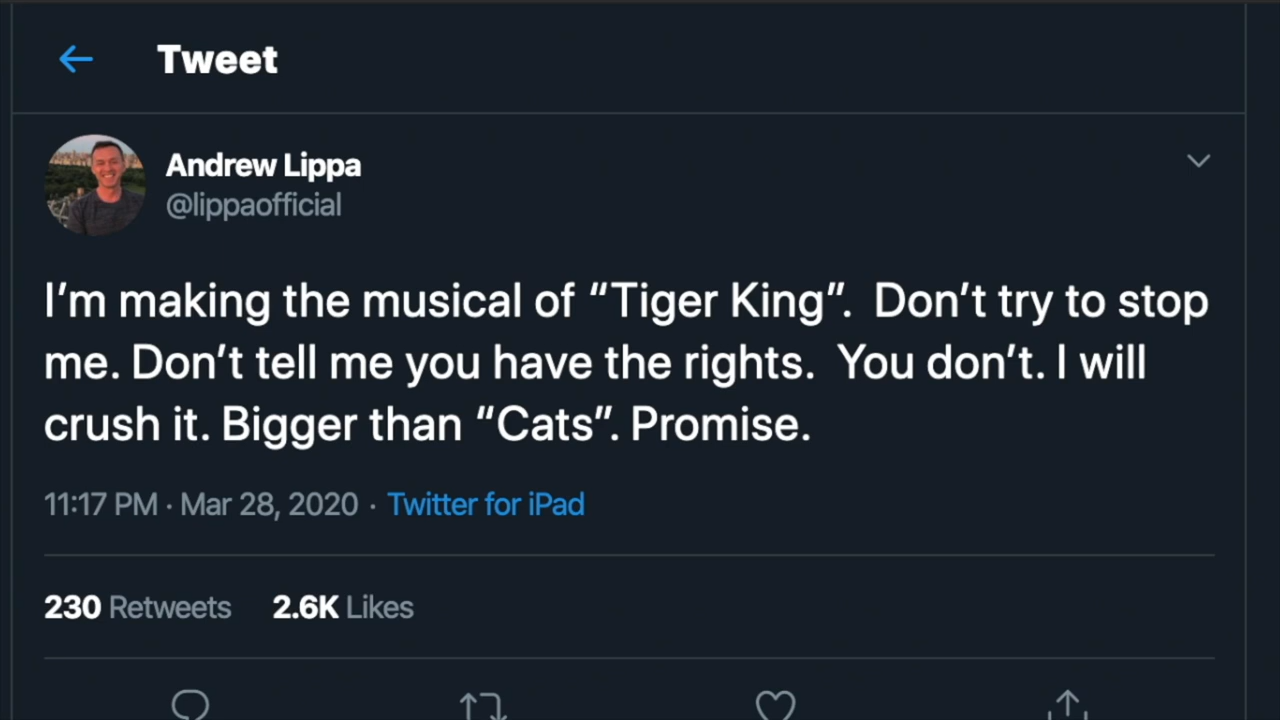 Tweet
Andrew Lippa
@lippaofficial
I’m making the musical of “Tiger King”.  Don’t try to stop
me. Don’t tell me you have the rights.  You don’t. I will
crush it. Bigger than “Cats”. Promise.
11:17 PM · Mar 28, 2020 · Twitter for iPad
230 Retweets 2.6K Likes